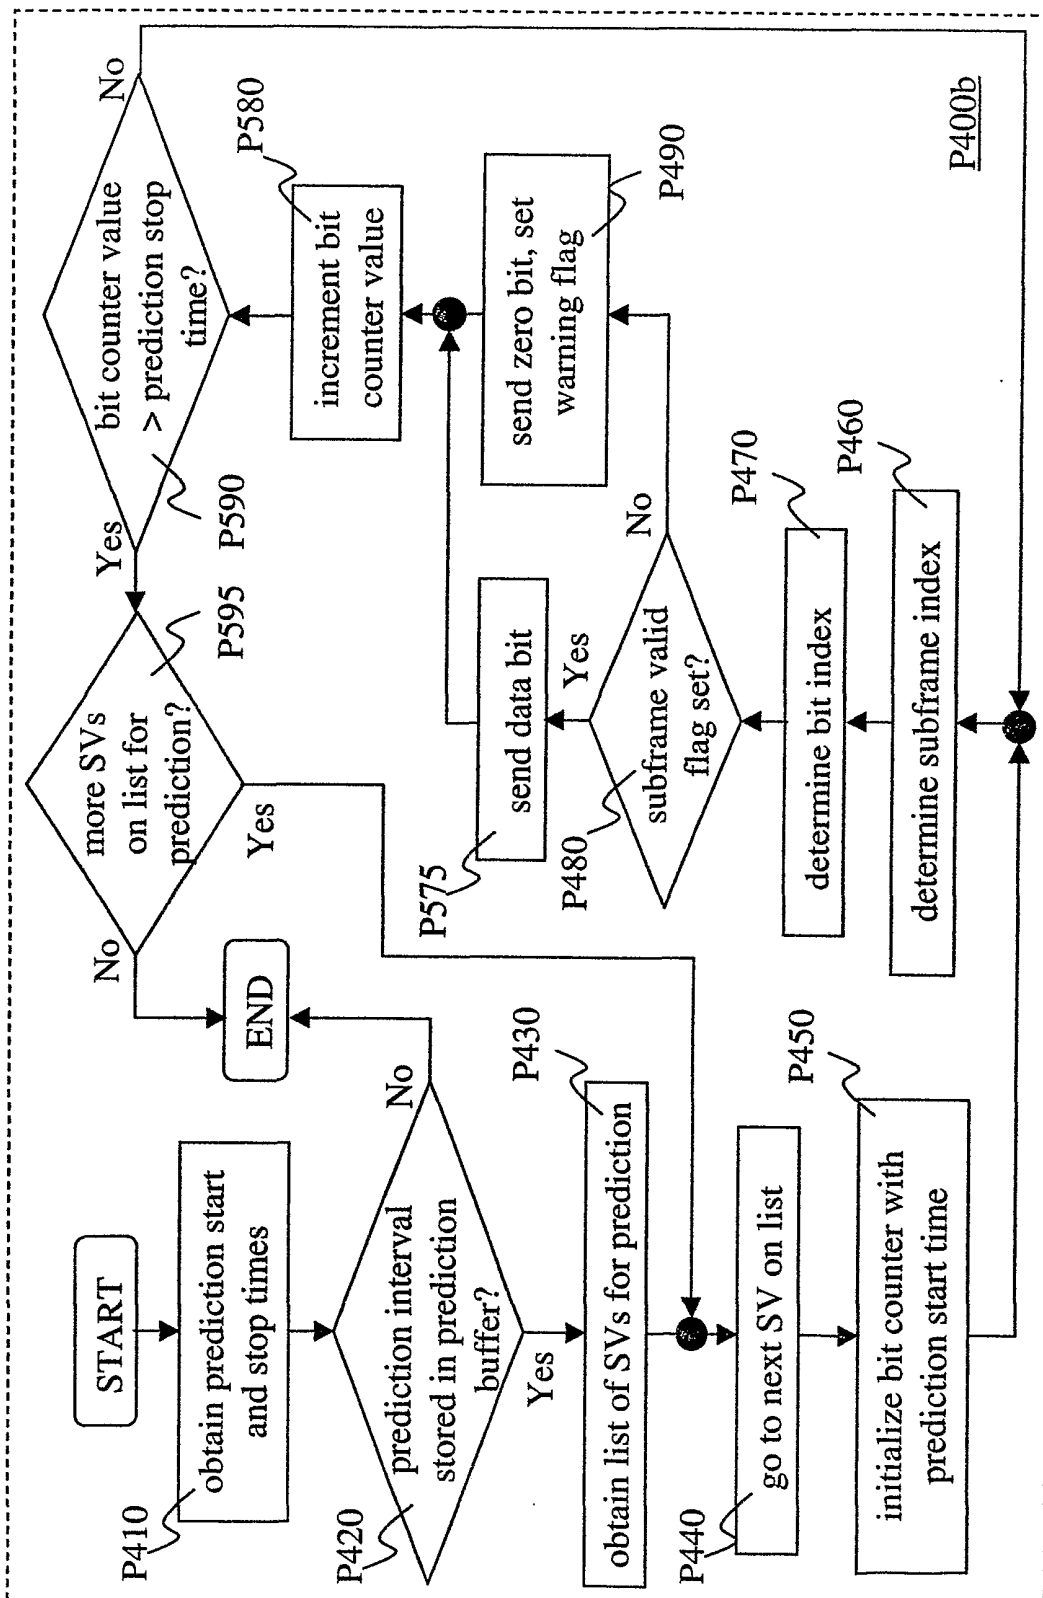 START
P410
obtain prediction start
and stop times
P420
prediction interval
stored in prediction
buffer?
No
Yes
END
P430
obtain list of SVs for prediction
P440
go to next SV on list
P450
initialize bit counter with
prediction start time
P460
determine subframe index
P470
determine bit index
P480
subframe valid
flag set?
Yes
No
P575
send data bit
P490
send zero bit, set
warning flag
P580
increment bit
counter value
P590
bit counter value
> prediction stop
time?
No
Yes
P595
more SVs
on list for
prediction?
No
Yes
P400b